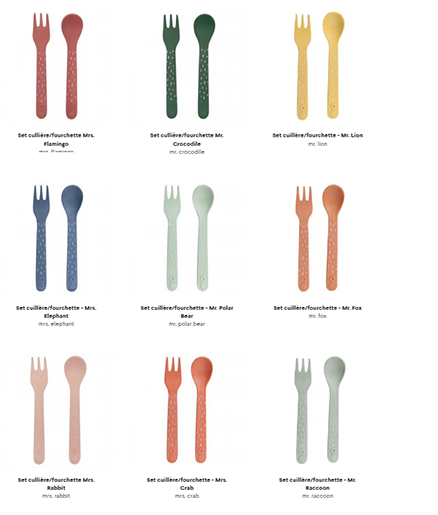 Set cuillière/fourchette Mrs.
Flamingo
mrs. flamingo
Set cuillère/fourchette Mr.
Crocodile
mr. crocodile
Set cuillère/fourchette - Mr. Lion
mr. lion
Set cuillère/fourchette - Mrs.
Elephant
mrs. elephant
Set cuillère/fourchette - Mr. Polar
Bear
mr. polar bear
Set cuillère/fourchette - Mr. Fox
mr. fox
Set cuillère/fourchette Mrs.
Rabbit
mrs. rabbit
Set cuillère/fourchette - Mrs.
Crab
mrs. crab
Set cuillère/fourchette - Mr.
Raccoon
mr. raccoon